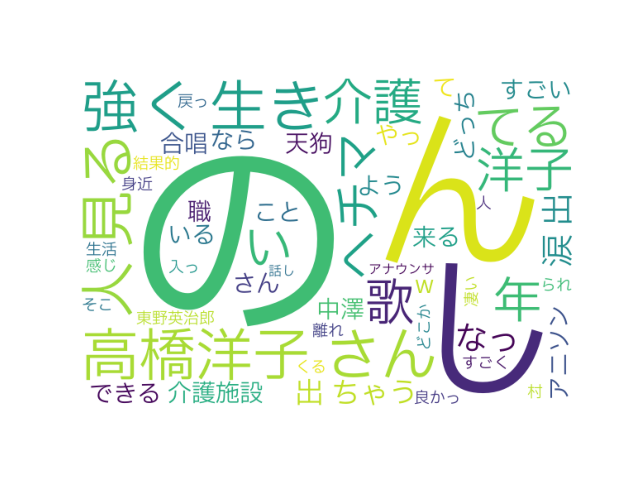 強く生き介護
戻っ
て
すごい
どっち
てる
合唱
なら
天狗
やっ
洋子
結果的
身近
人見る
の
ん
ヘチマ
よう
職
こと
いる
い
人
涙出
生活
感じ
入っ
さん
話し
来る
アナウンサ
w
凄い
られ
そこ
東野英治郎
中澤
離れ
歌
し
年
どこか
アニソン
高橋洋子
さん
なっ
すごく
くる
できる
介護施設
出
ちゃう
良かっ
村